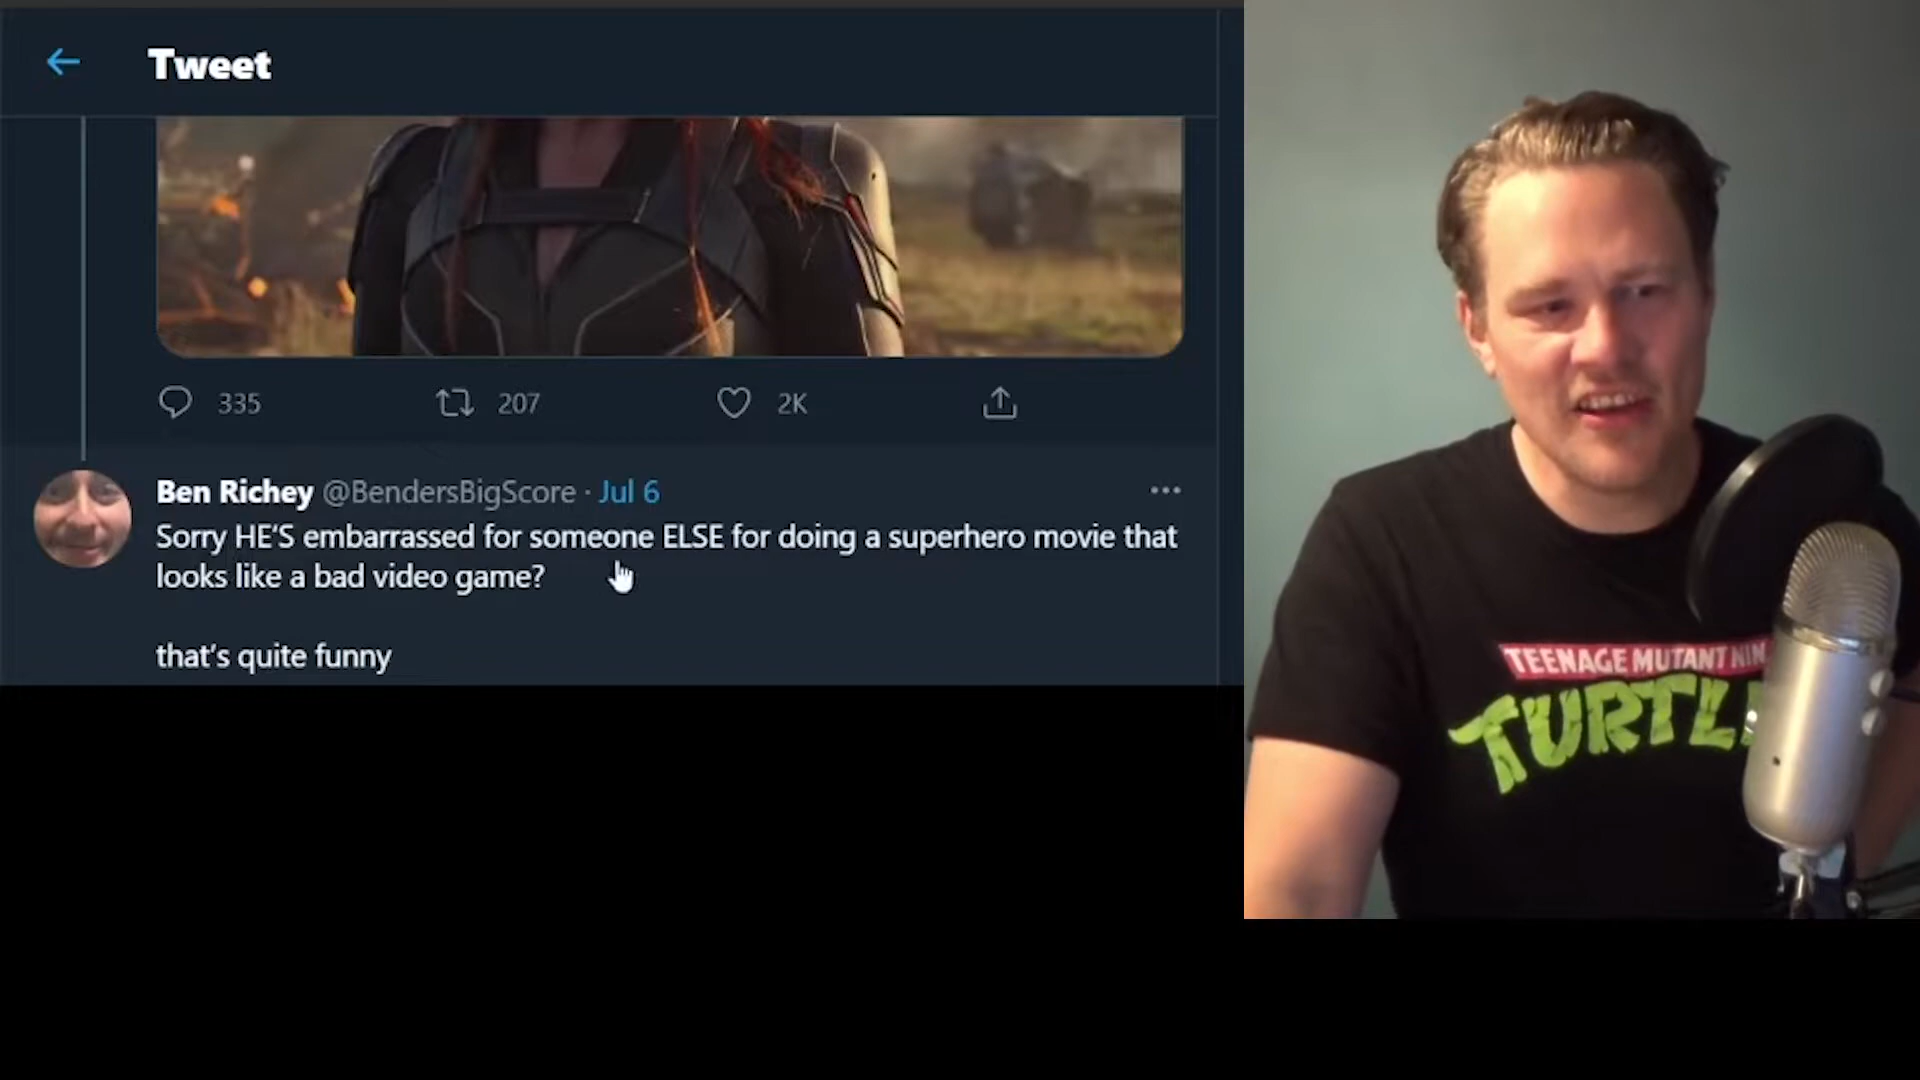 Tweet
335 207 2K
Ben Richey @BendersBigScore · Jul 6
Sorry HE'S embarrassed for someone ELSE for doing a superhero movie that
looks like a bad video game?
that's quite funny
TEENAGE MUTANT NIN
TURTL